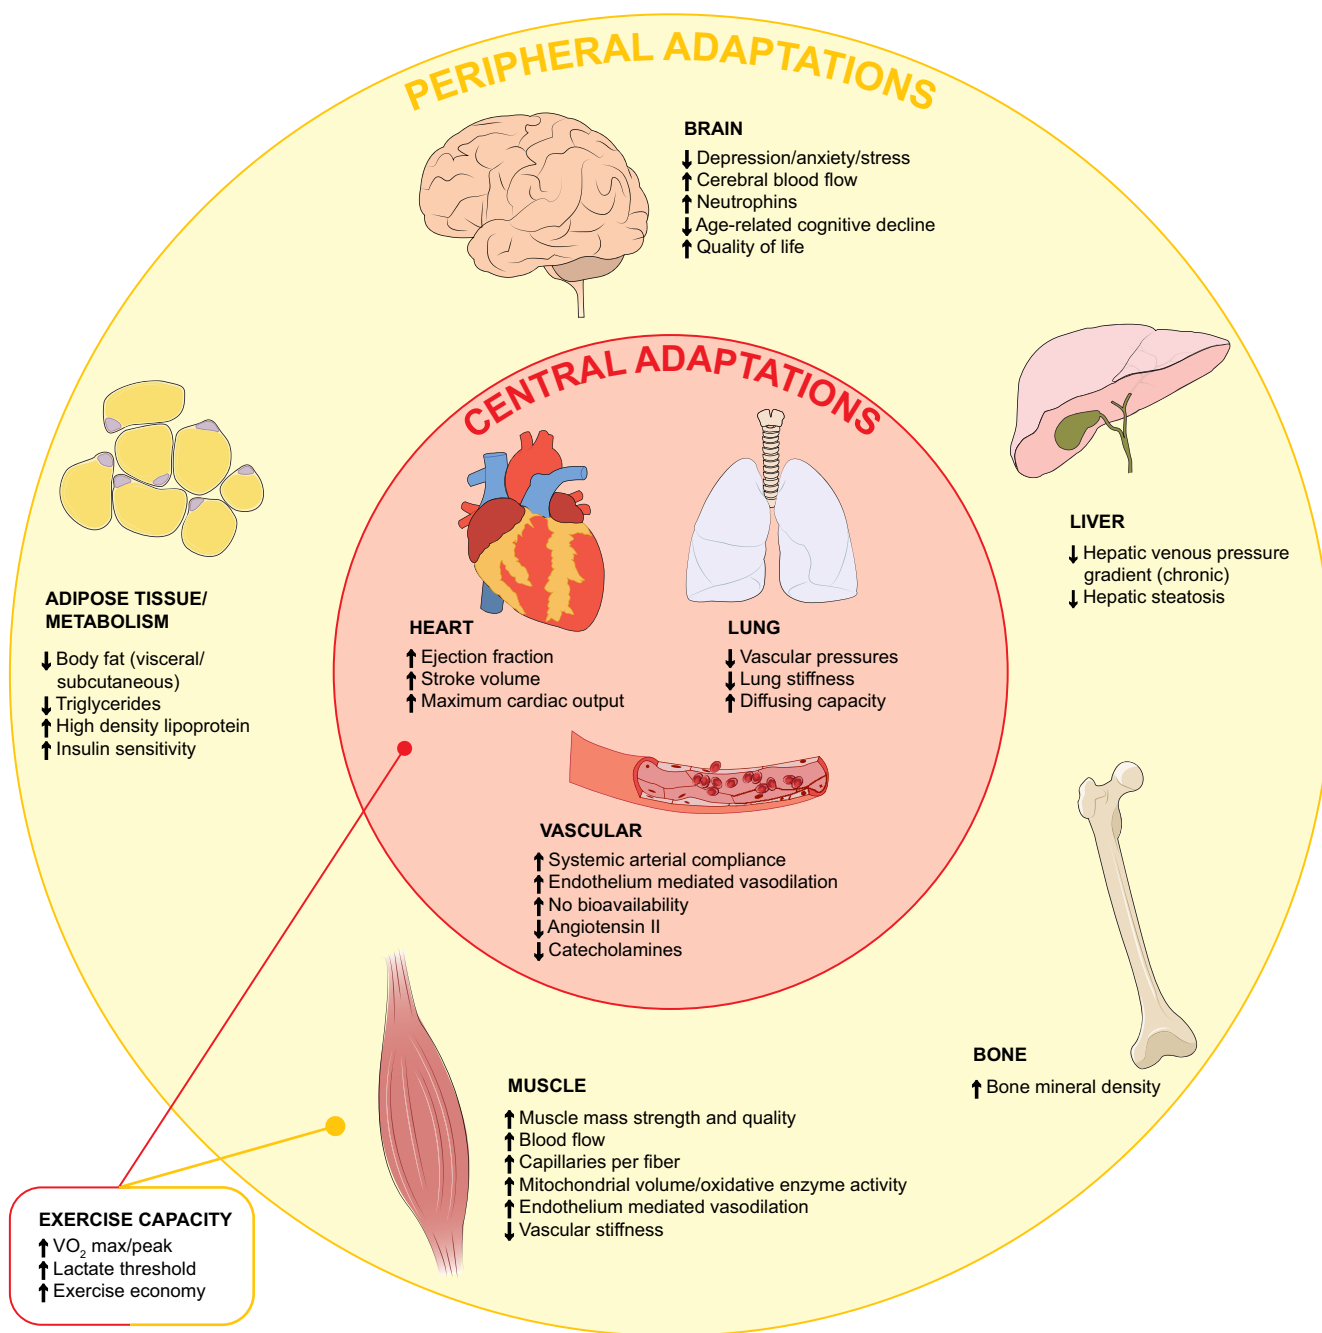 PERIPHERAL ADAPTATIONS
BRAIN
↓ Depression/anxiety/stress
↑ Cerebral blood flow
↑ Neutrophins
↓ Age-related cognitive decline
↑ Quality of life
CENTRAL ADAPTATIONS
LIVER
↓ Hepatic venous pressure
gradient (chronic)
↓ Hepatic steatosis
ADIPOSE TISSUE/
METABOLISM
↓ Body fat (visceral/
subcutaneous)
↓ Triglycerides
↑ High density lipoprotein
↑ Insulin sensitivity
HEART
↑ Ejection fraction
↑ Stroke volume
↑ Maximum cardiac output
LUNG
↓ Vascular pressures
↓ Lung stiffness
↑ Diffusing capacity
VASCULAR
↑ Systemic arterial compliance
↑ Endothelium mediated vasodilation
↑ No bioavailability
↓ Angiotensin II
↓ Catecholamines
BONE
↑ Bone mineral density
MUSCLE
↑ Muscle mass strength and quality
↑ Blood flow
↑ Capillaries per fiber
↑ Mitochondrial volume/oxidative enzyme activity
↑ Endothelium mediated vasodilation
↓ Vascular stiffness
EXERCISE CAPACITY
↑ VO₂ max/peak
↑ Lactate threshold
↑ Exercise economy